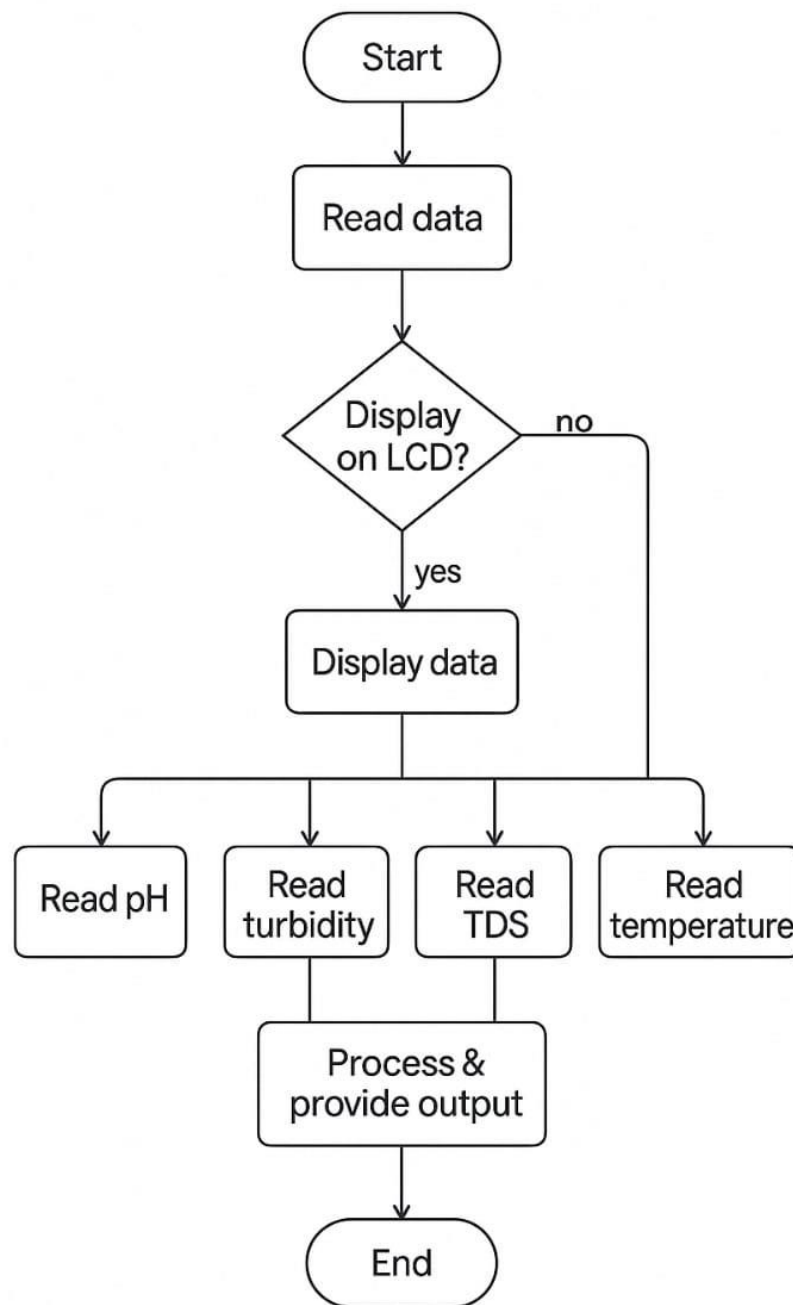 Start
Read data
Display
on LCD?
no
yes
Display data
Read pH
Read
turbidity
Read
TDS
Read
temperature
Process &
provide output
End